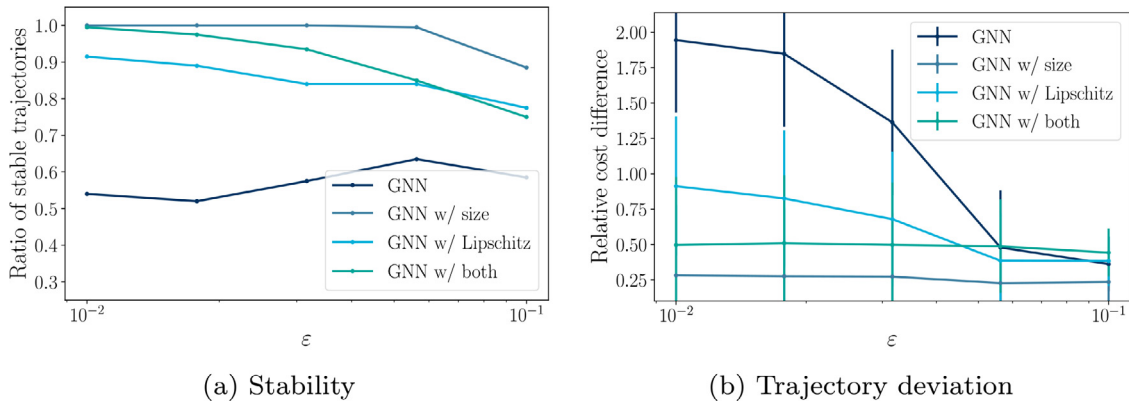 Ratio of stable trajectories
1.0
0.9
0.8
0.7
0.6
0.5
0.4
0.3
GNN
GNN w/ size
GNN w/ Lipschitz
GNN w/ both
10⁻²
10⁻¹
ε
(a) Stability
Relative cost difference
2.00
1.75
1.50
1.25
1.00
0.75
0.50
0.25
GNN
GNN w/ size
GNN w/ Lipschitz
GNN w/ both
10⁻²
10⁻¹
ε
(b) Trajectory deviation